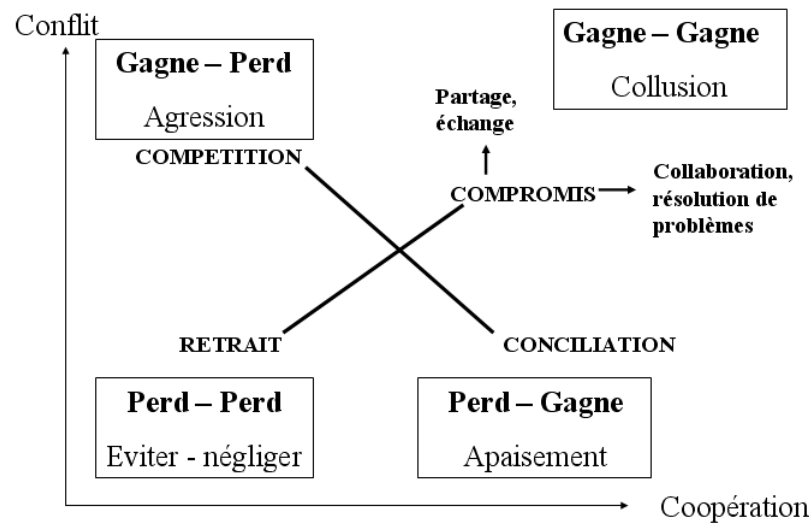 Conflit
Gagne – Perd
Agression
COMPETITION
Gagne – Gagne
Collusion
Partage,
échange
COMPROMIS
Collaboration,
résolution de
problèmes
RETRAIT
CONCILIATION
Perd – Perd
Eviter - négliger
Perd – Gagne
Apaisement
Coopération